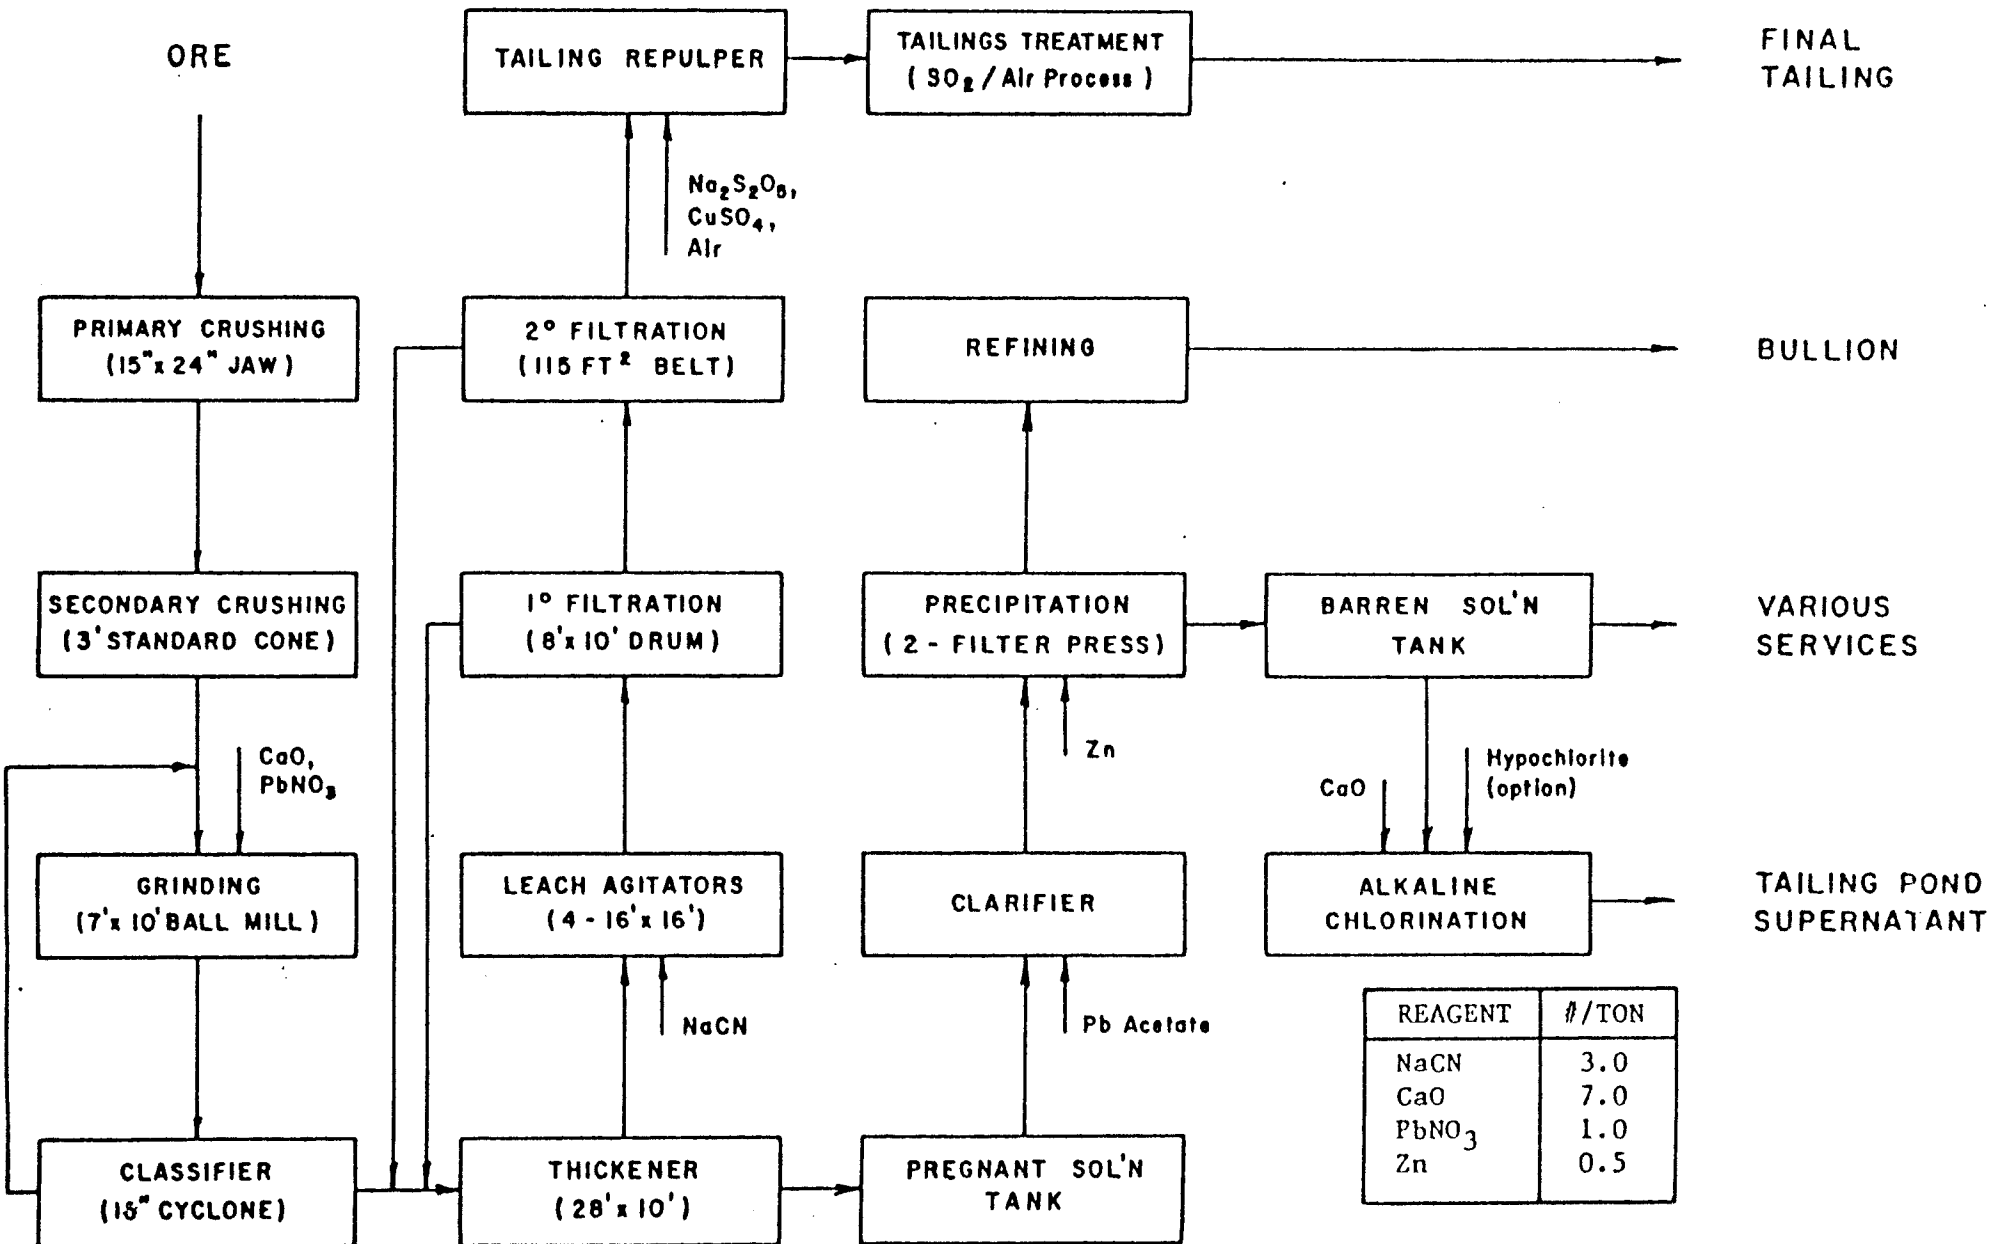 ORE
PRIMARY CRUSHING
(15"x 24" JAW)
SECONDARY CRUSHING
(3' STANDARD CONE)
CaO,
PbNO₃
GRINDING
(7'x 10' BALL MILL)
CLASSIFIER
(18" CYCLONE)
TAILING REPULPER
Na₂S₂O₅,
CuSO₄,
Air
2° FILTRATION
(115 FT² BELT)
1° FILTRATION
(8'x 10' DRUM)
LEACH AGITATORS
(4 - 16'x 16')
NaCN
THICKENER
(28'x 10')
TAILINGS TREATMENT
(SO₂ / Air Process)
REFINING
PRECIPITATION
(2 - FILTER PRESS)
Zn
CLARIFIER
Pb Acetate
PREGNANT SOL'N
TANK
BARREN SOL'N
TANK
CaO
Hypochlorite
(option)
ALKALINE
CHLORINATION
FINAL
TAILING
BULLION
VARIOUS
SERVICES
TAILING POND
SUPERNATANT
REAGENT #/TON
NaCN 3.0
CaO 7.0
PbNO₃ 1.0
Zn 0.5